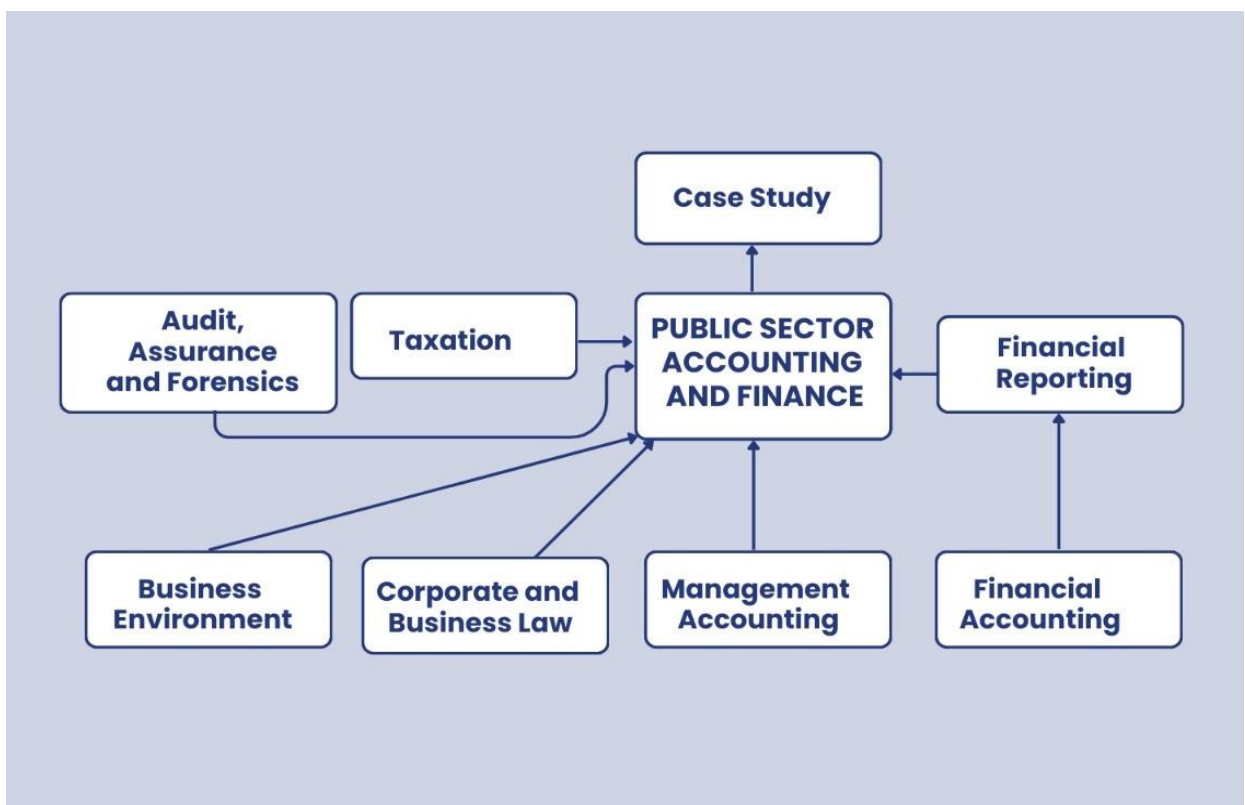 Case Study
Audit,
Assurance
and Forensics
Taxation
PUBLIC SECTOR
ACCOUNTING
AND FINANCE
Financial
Reporting
Business
Environment
Corporate and
Business Law
Management
Accounting
Financial
Accounting